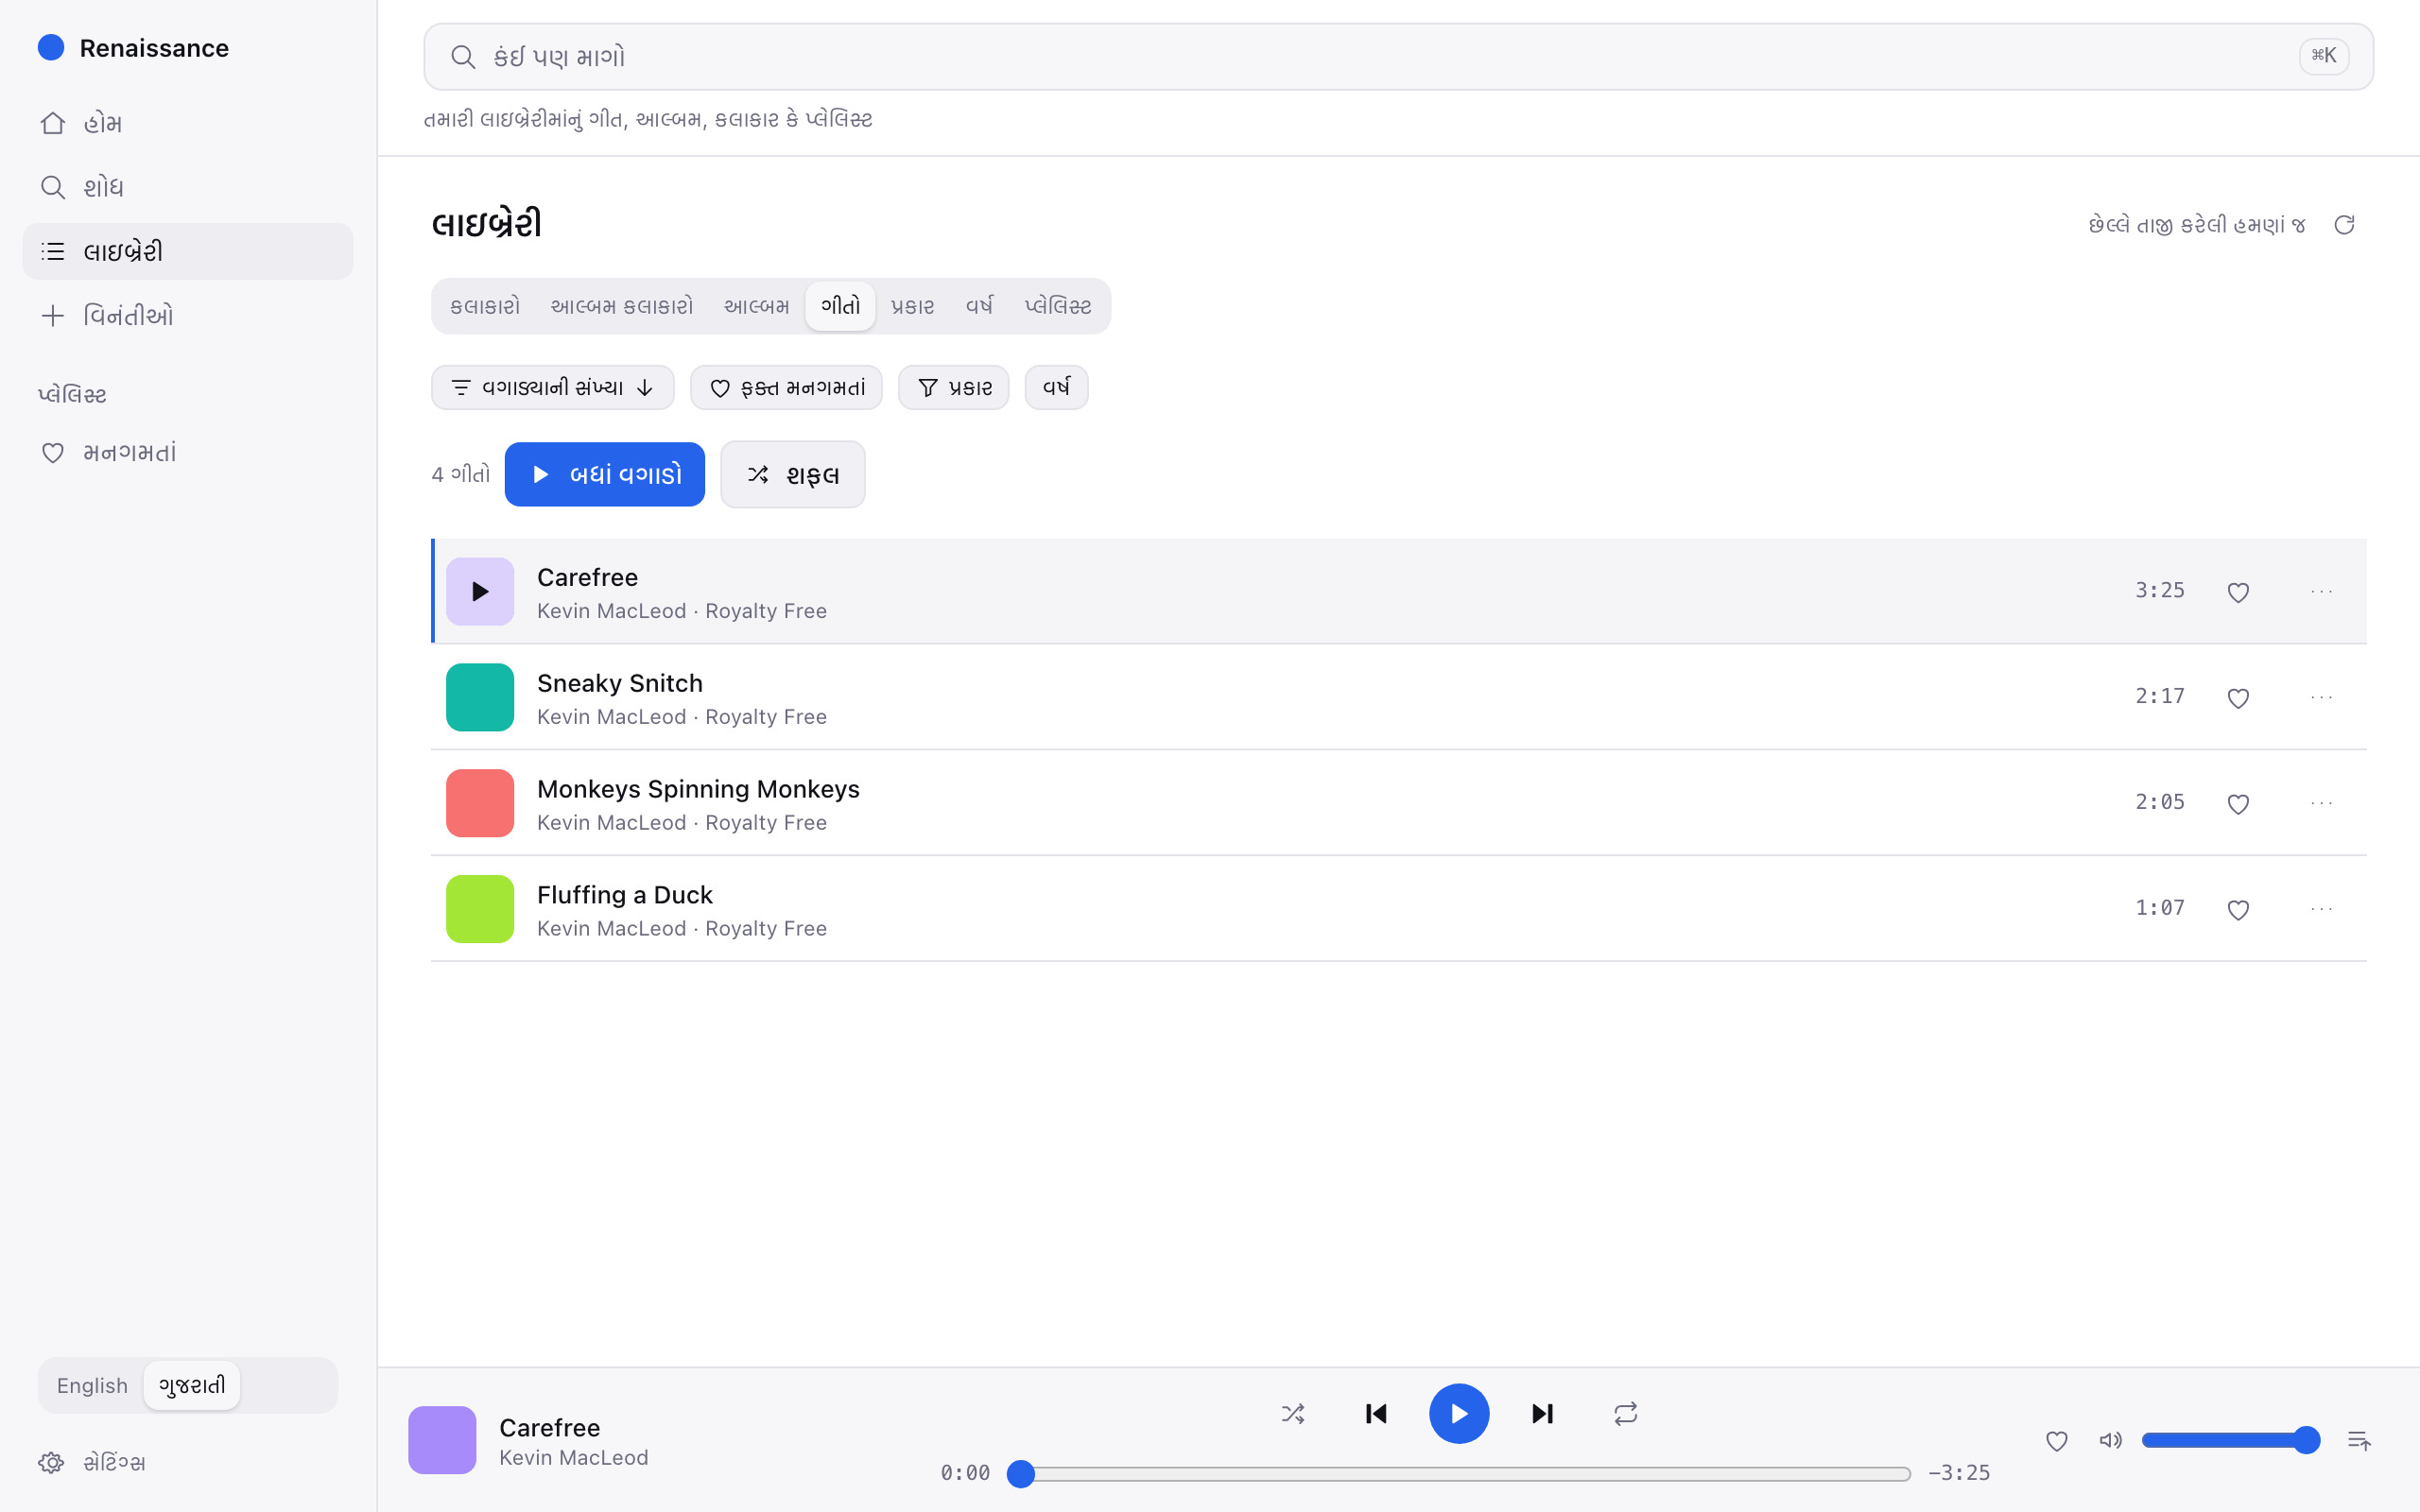 Renaissance
હોમ
શોધ
લાઇબ્રેરી
વિનંતીઓ
પ્લેલિસ્ટ
મનગમતાં
English ગુજરાતી
સેટિંગ્સ
કંઈ પણ માગો ⌘K
તમારી લાઇબ્રેરીમાંનું ગીત, આલ્બમ, કલાકાર કે પ્લેલિસ્ટ
લાઇબ્રેરી છેલ્લે તાજી કરેલી હમણાં જ
કલાકારો આલ્બમ કલાકારો આલ્બમ ગીતો પ્રકાર વર્ષ પ્લેલિસ્ટ
વગાડ્યાની સંખ્યા ફક્ત મનગમતાં પ્રકાર વર્ષ
4 ગીતો બધાં વગાડો શફલ
Carefree 3:25
Kevin MacLeod · Royalty Free
Sneaky Snitch 2:17
Kevin MacLeod · Royalty Free
Monkeys Spinning Monkeys 2:05
Kevin MacLeod · Royalty Free
Fluffing a Duck 1:07
Kevin MacLeod · Royalty Free
Carefree
Kevin MacLeod
0:00 −3:25